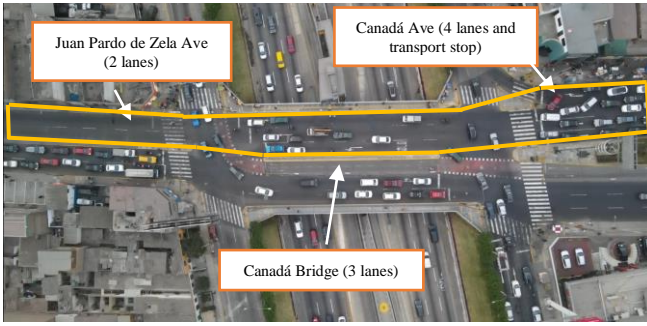 Juan Pardo de Zela Ave
(2 lanes)
Canadá Ave (4 lanes and
transport stop)
Canadá Bridge (3 lanes)